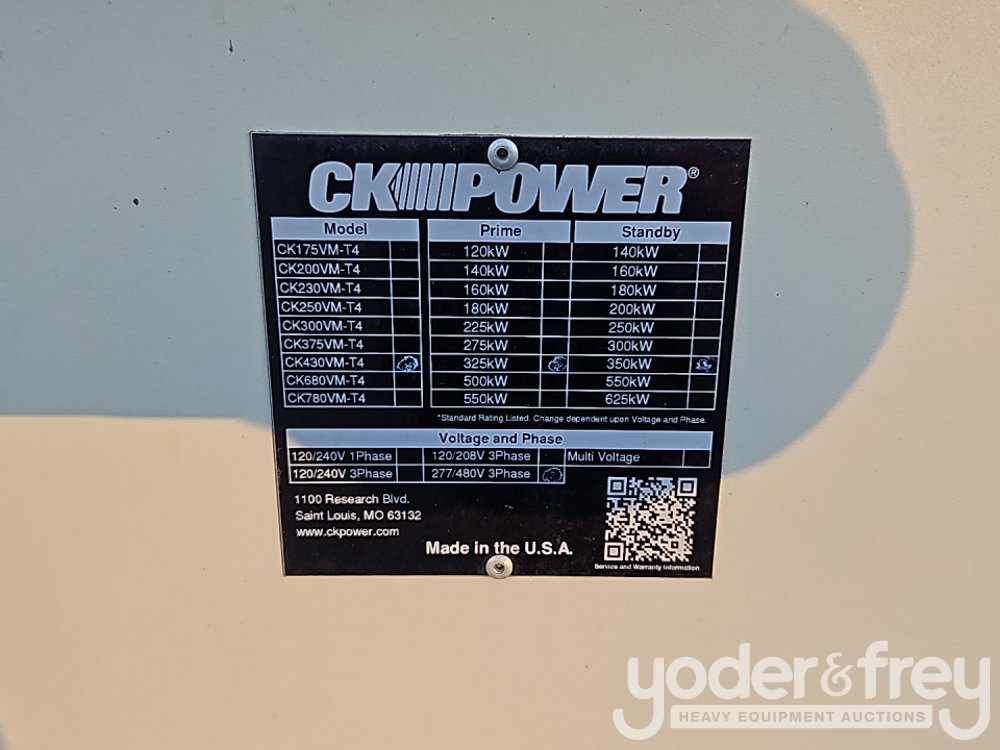 CK POWER®
Model Prime Standby
CK175VM-T4 120kW 140kW
CK200VM-T4 140kW 160kW
CK230VM-T4 160kW 180kW
CK250VM-T4 180kW 200kW
CK300VM-T4 225kW 250kW
CK375VM-T4 275kW 300kW
CK430VM-T4 325kW 350kW
CK680VM-T4 500kW 550kW
CK780VM-T4 550kW 625kW
*Standard Rating Listed. Change dependent upon Voltage and Phase.
Voltage and Phase
120/240V 1Phase 120/208V 3Phase Multi Voltage
120/240V 3Phase 277/480V 3Phase
1100 Research Blvd.
Saint Louis, MO 63132
www.ckpower.com
Made in the U.S.A.
Service and Warranty Information
yoder&frey
HEAVY EQUIPMENT AUCTIONS